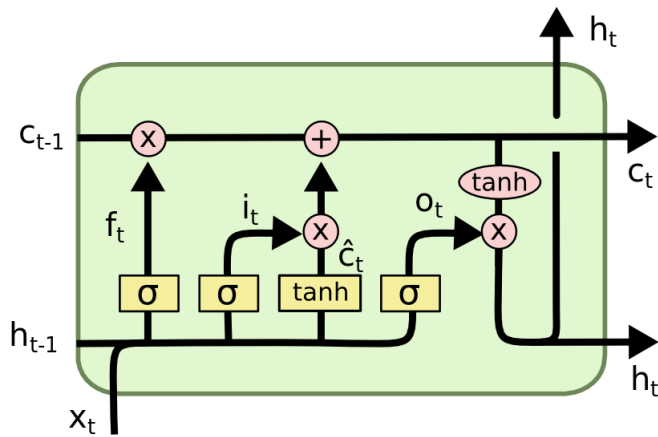 h_t
c_{t-1}
x
+
c_t
tanh
f_t
i_t
x
o_t
x
ĉ_t
σ
σ
tanh
σ
h_{t-1}
h_t
x_t